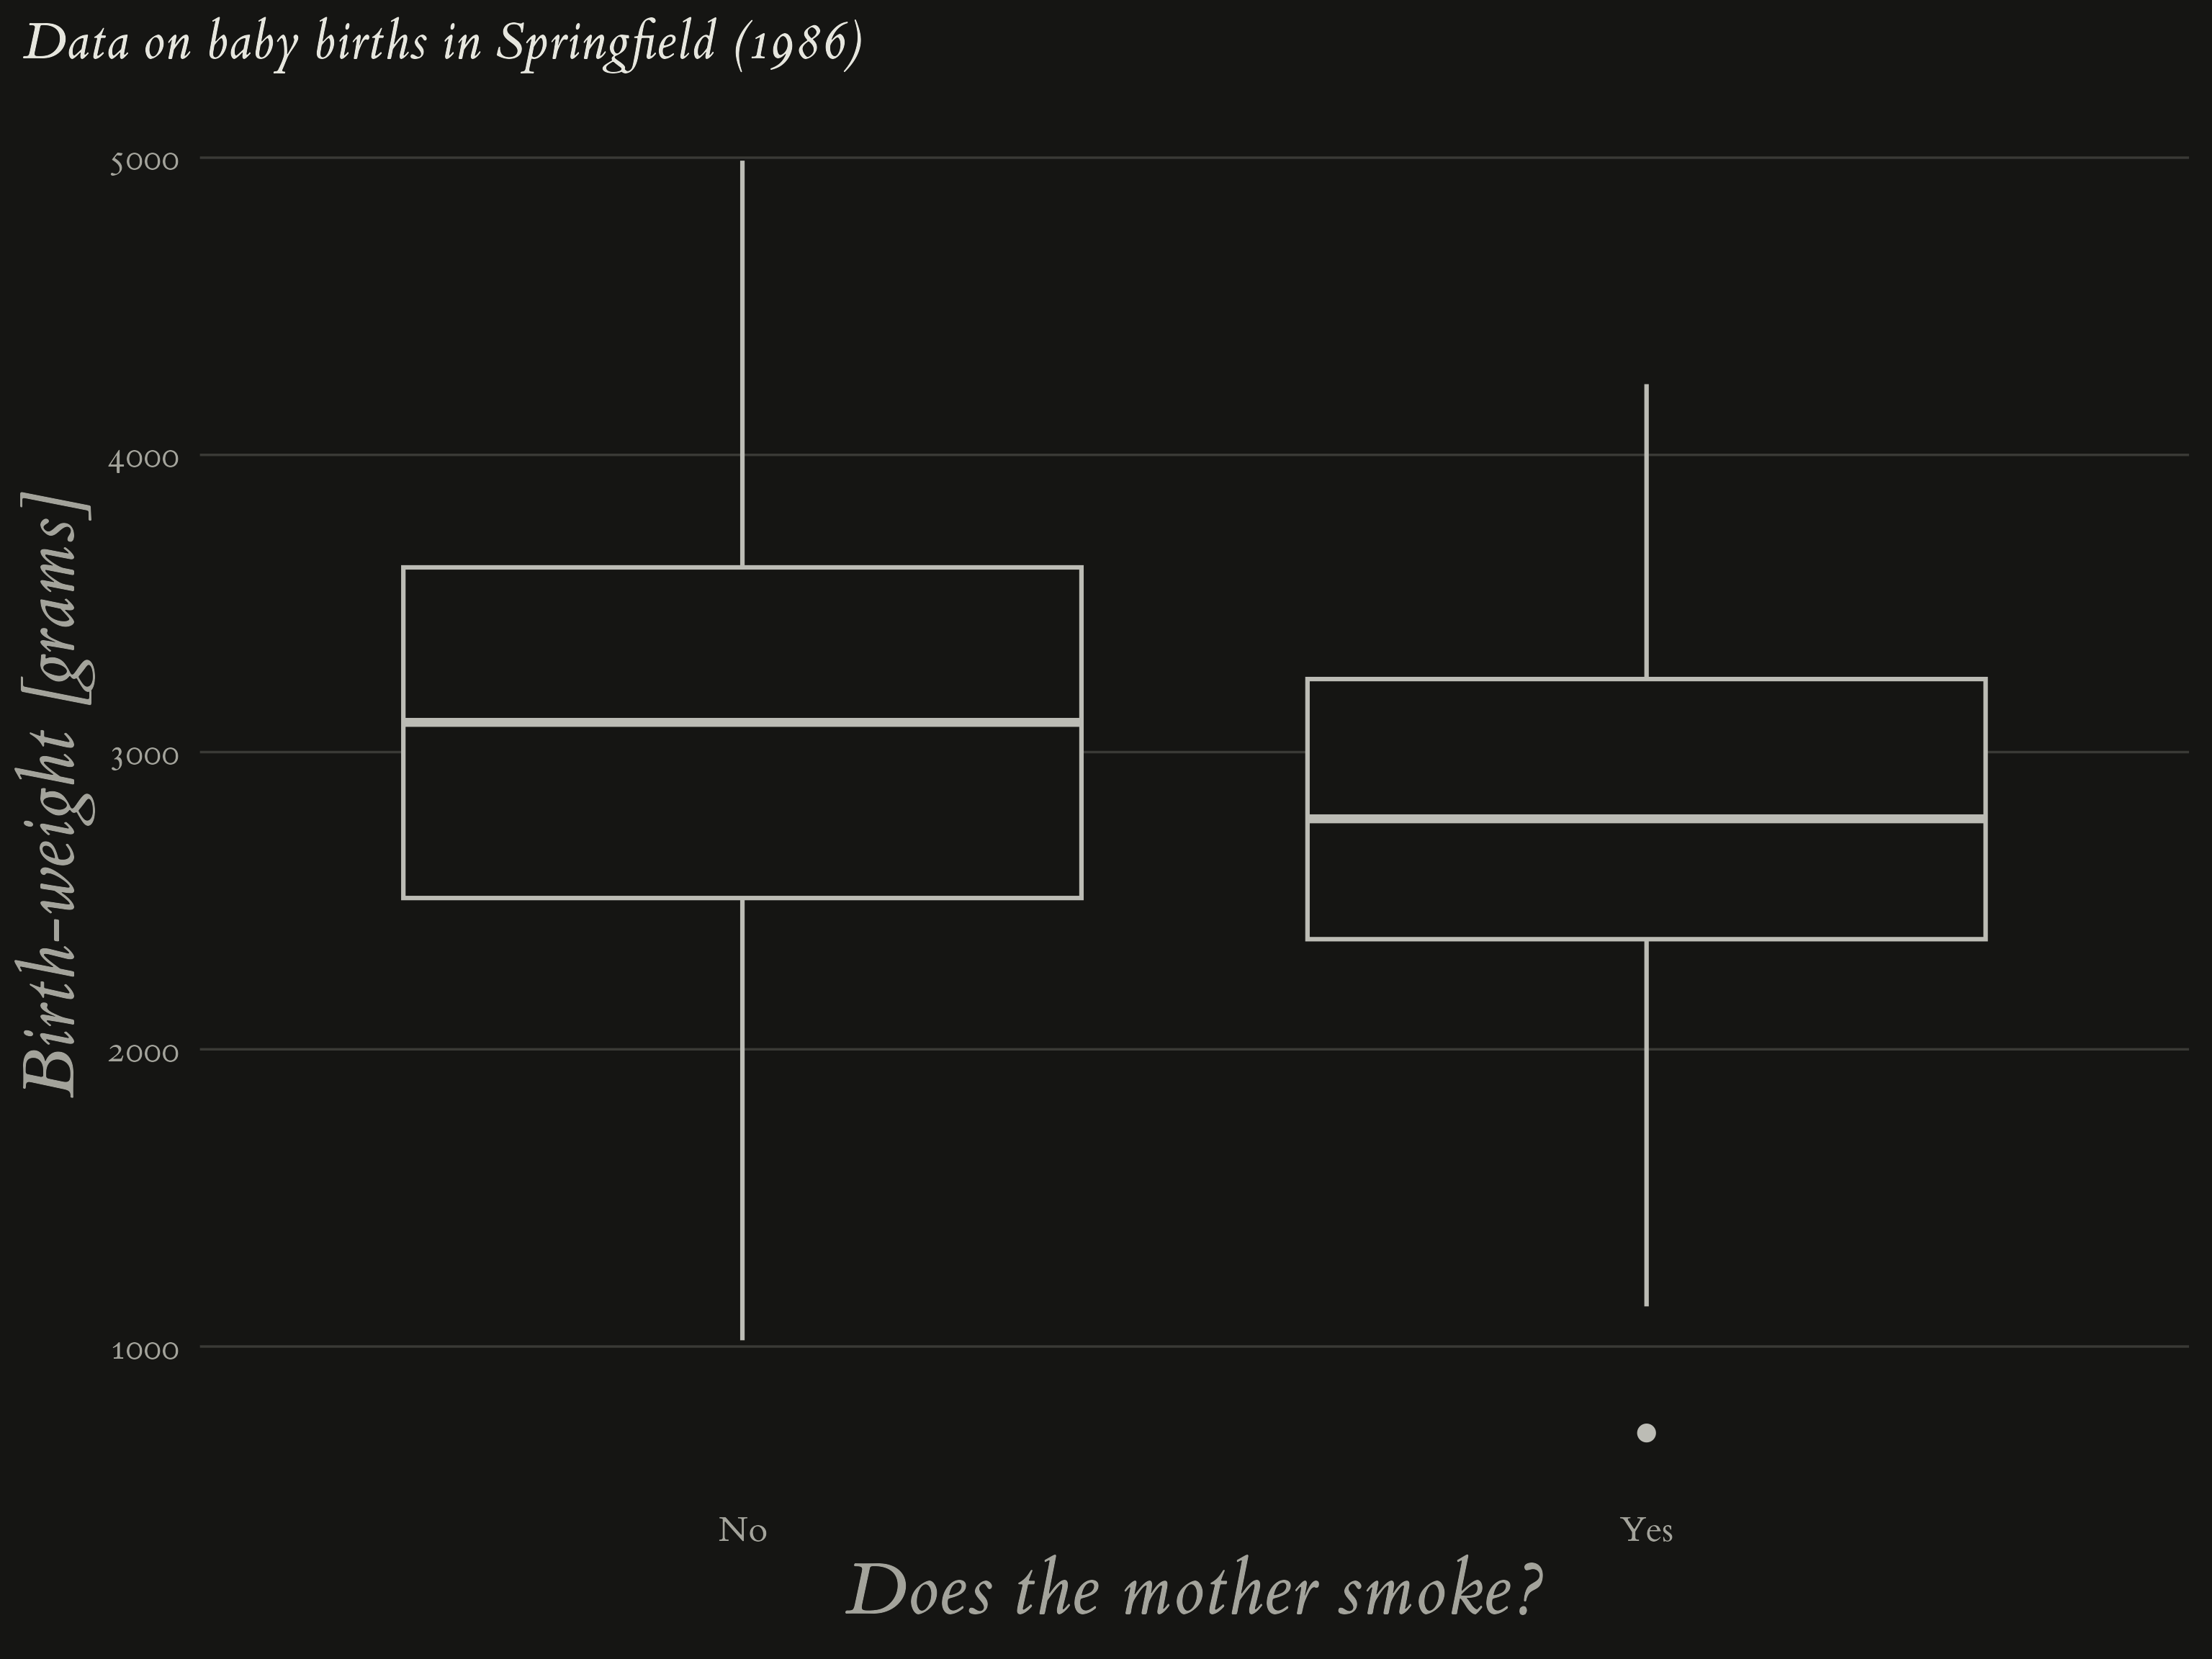 Data on baby births in Springfield (1986)
Birth-weight [grams]
5000
4000
3000
2000
1000
No
Yes
Does the mother smoke?